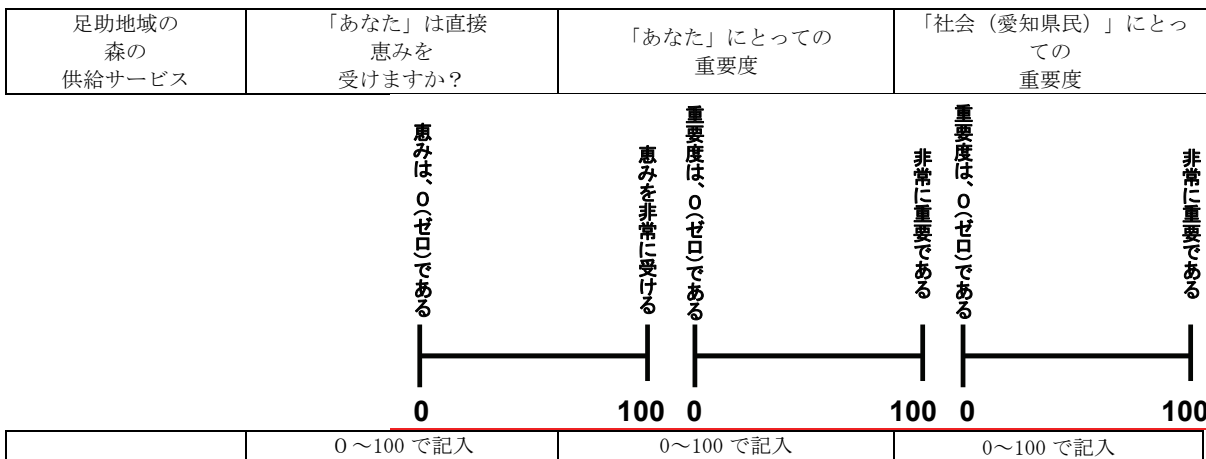 足助地域の
森の
供給サービス
「あなた」は直接
恵みを
受けますか？
「あなた」にとっての
重要度
「社会（愛知県民）」にとっ
ての
重要度
恵みは、０（ゼロ）である
恵みを非常に受ける
重要度は、０（ゼロ）である
非常に重要である
重要度は、０（ゼロ）である
非常に重要である
0
100
0
100
0
100
０～100 で記入
0～100 で記入
0～100 で記入